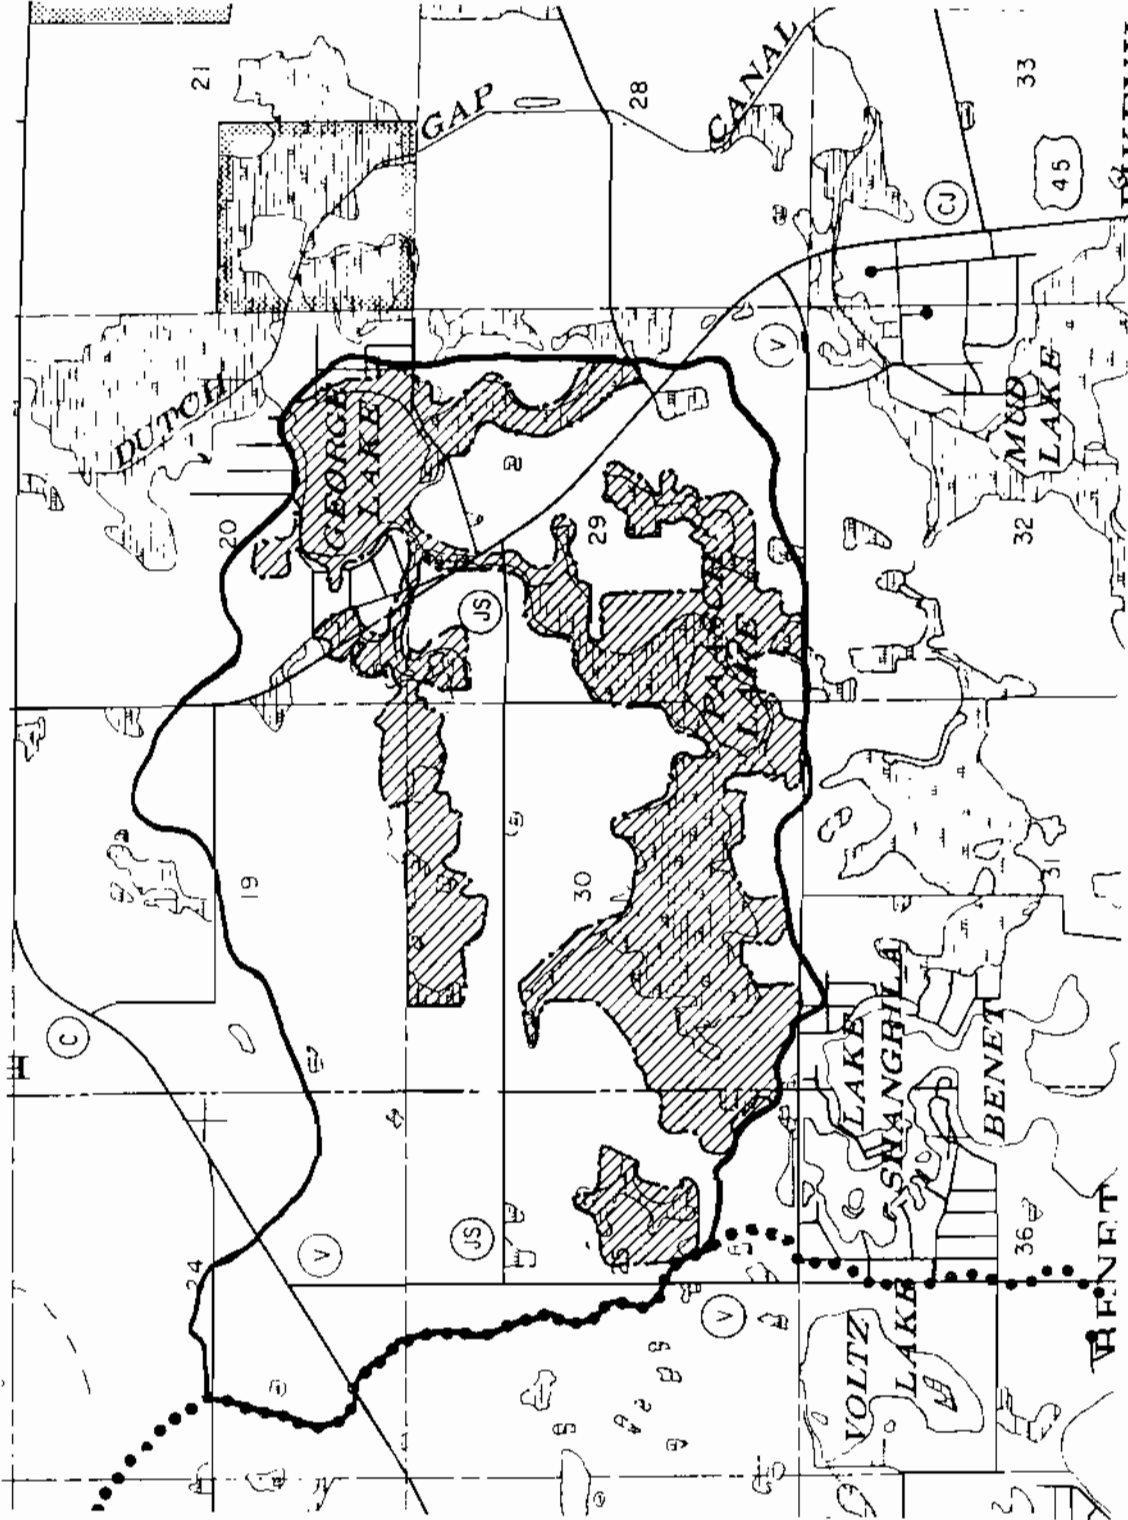 21
GAP
28
CANAL
33
45
CJ
DUTCH
GEORGE
LAKE
V
MUD
LAKE
20
29
32
JS
LAKE
19
30
31
C
LAKE
SHANGRILA
BENET
24
V
JS
36
V
VOLTZ
LAKE
BENET